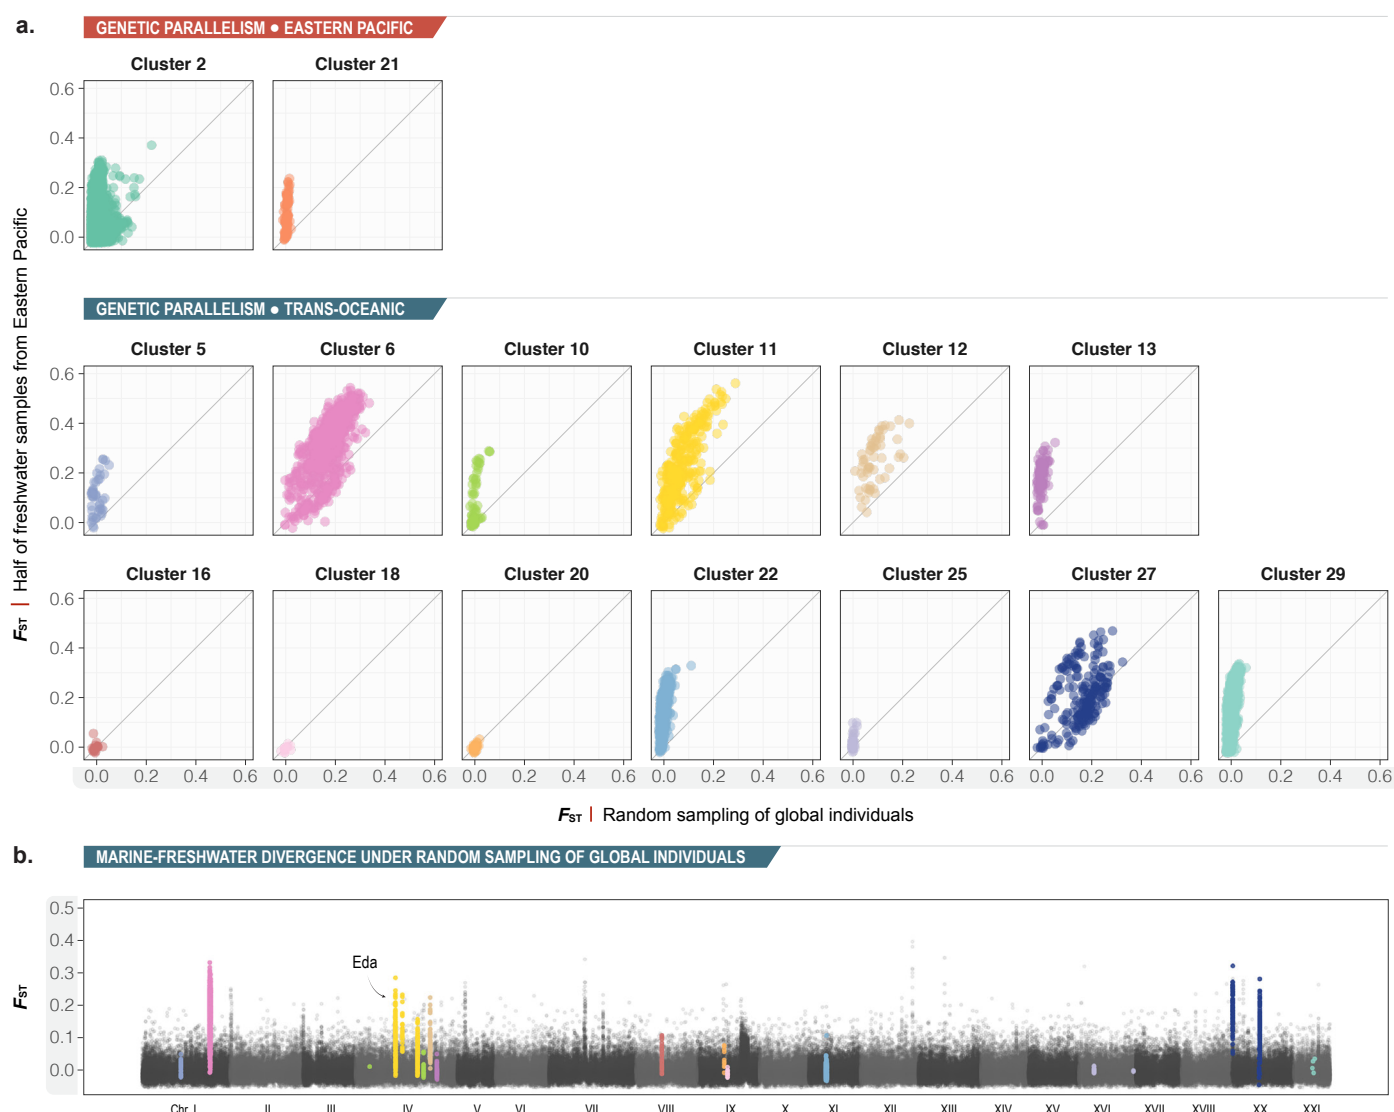 a.
GENETIC PARALLELISM ● EASTERN PACIFIC
Cluster 2 Cluster 21
0.6
0.4
0.2
0.0
GENETIC PARALLELISM ● TRANS-OCEANIC
Cluster 5 Cluster 6 Cluster 10 Cluster 11 Cluster 12 Cluster 13
0.6
0.4
0.2
0.0
Cluster 16 Cluster 18 Cluster 20 Cluster 22 Cluster 25 Cluster 27 Cluster 29
0.6
0.4
0.2
0.0
0.0 0.2 0.4 0.6 0.0 0.2 0.4 0.6 0.0 0.2 0.4 0.6 0.0 0.2 0.4 0.6 0.0 0.2 0.4 0.6 0.0 0.2 0.4 0.6 0.0 0.2 0.4 0.6
FST | Half of freshwater samples from Eastern Pacific
FST | Random sampling of global individuals
b.
MARINE-FRESHWATER DIVERGENCE UNDER RANDOM SAMPLING OF GLOBAL INDIVIDUALS
0.5
0.4
0.3
0.2
0.1
0.0
FST
Eda
Chr I II III IV V VI VII VIII IX X XI XII XIII XIV XV XVI XVII XVIII XX XXI